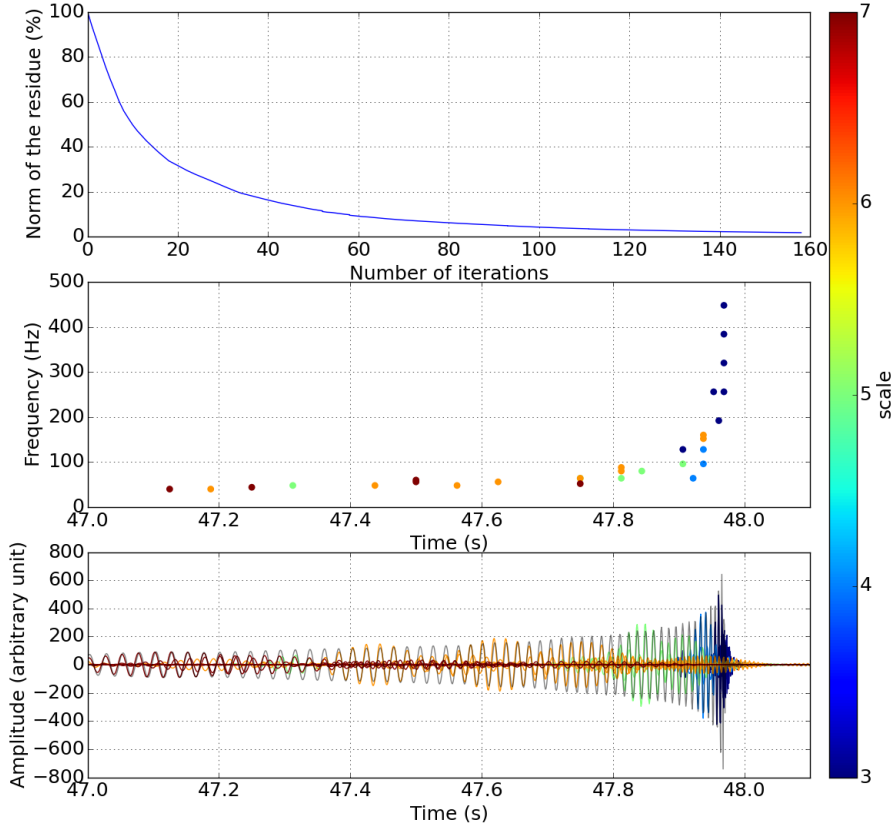 100
80
60
40
20
0
Norm of the residue (%)
0 20 40 60 80 100 120 140 160
Number of iterations
500
400
300
200
100
0
Frequency (Hz)
47.0 47.2 47.4 47.6 47.8 48.0
Time (s)
800
600
400
200
0
−200
−400
−600
−800
Amplitude (arbitrary unit)
47.0 47.2 47.4 47.6 47.8 48.0
Time (s)
7
6
5
4
3
scale